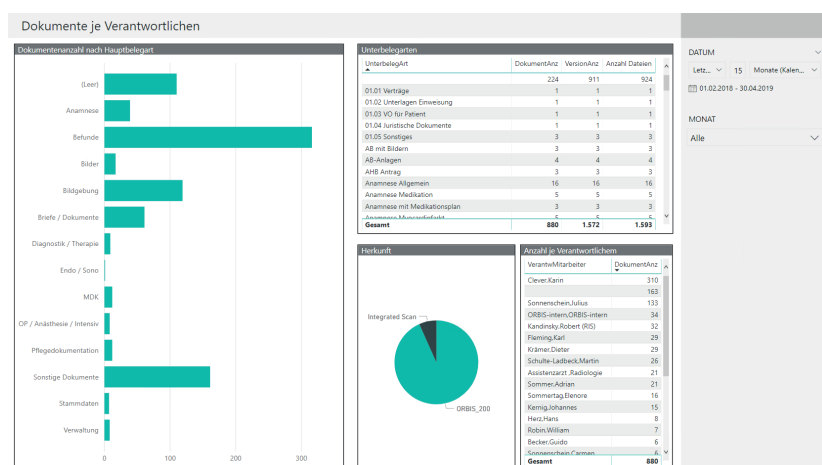 Dokumente je Verantwortlichen
Dokumentenanzahl nach Hauptbelegart
(Leer)
Anamnese
Befunde
Bilder
Bildgebung
Briefe / Dokumente
Diagnostik / Therapie
Endo / Sono
MDK
OP / Anästhesie / Intensiv
Pflegedokumentation
Sonstige Dokumente
Stammdaten
Verwaltung
0 100 200 300
Unterbelegarten
UnterbelegArt DokumentAnz VersionAnz Anzahl Dateien
224 911 924
01.01 Verträge 1 1 1
01.02 Unterlagen Einweisung 1 1 1
01.03 VO für Patient 1 1 1
01.04 Juristische Dokumente 1 1 1
01.05 Sonstiges 3 3 3
AB mit Bildern 3 3 3
AB-Anlagen 4 4 4
AHB Antrag 3 3 3
Anamnese Allgemein 16 16 16
Anamnese Medikation 5 5 5
Anamnese mit Medikationsplan 3 3 3
Anamnese Myocardinfarkt 5 5 5
Gesamt 880 1.572 1.593
Herkunft
Integrated Scan
ORBIS_200
Anzahl je Verantwortlichem
VerantwMitarbeiter DokumentAnz
Clever,Karin 310
163
Sonnenschein,Julius 133
ORBIS-intern,ORBIS-intern 34
Kandinsky,Robert (RIS) 32
Fleming,Karl 29
Krämer,Dieter 29
Schulte-Ladbeck,Martin 26
Assistenzarzt ,Radiologie 21
Sommer,Adrian 21
Sommertag,Elenore 16
Kernig,Johannes 15
Herz,Hans 8
Robin,William 7
Becker,Guido 6
Sonnenschein,Carmen 6
Gesamt 880
DATUM
Letz... 15 Monate (Kalen...
01.02.2018 - 30.04.2019
MONAT
Alle